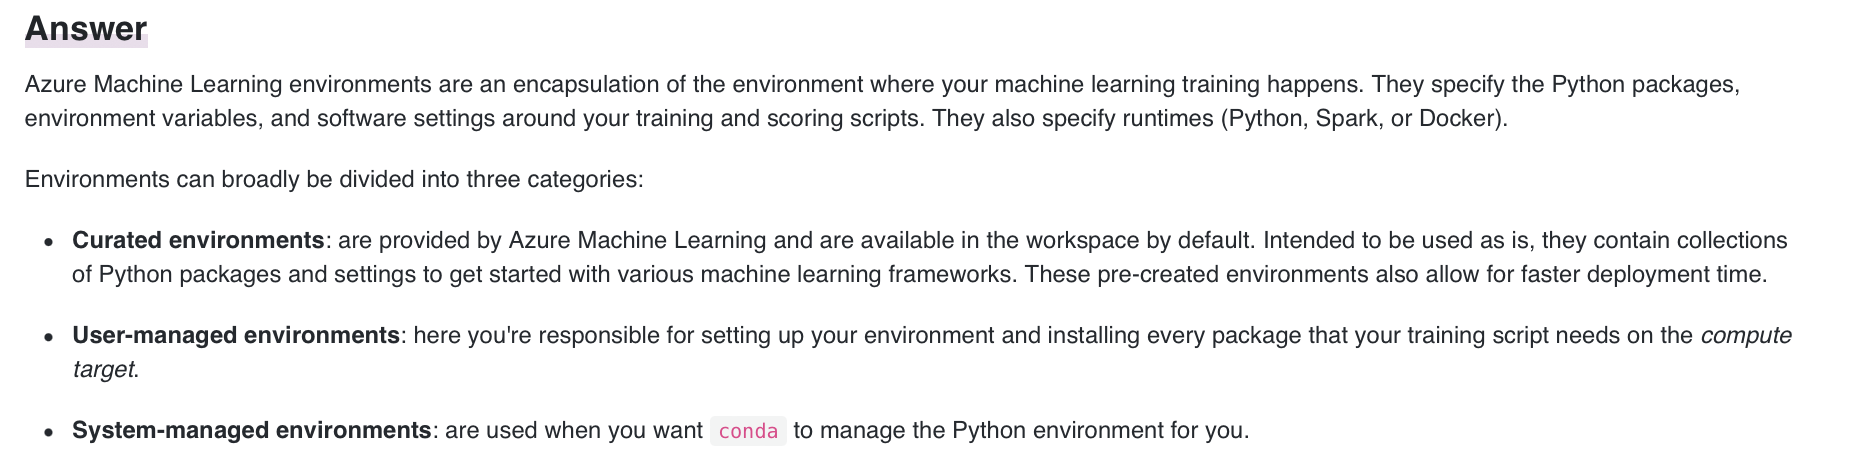 Answer
Azure Machine Learning environments are an encapsulation of the environment where your machine learning training happens. They specify the Python packages,
environment variables, and software settings around your training and scoring scripts. They also specify runtimes (Python, Spark, or Docker).
Environments can broadly be divided into three categories:
• Curated environments: are provided by Azure Machine Learning and are available in the workspace by default. Intended to be used as is, they contain collections
of Python packages and settings to get started with various machine learning frameworks. These pre-created environments also allow for faster deployment time.
• User-managed environments: here you're responsible for setting up your environment and installing every package that your training script needs on the compute
target.
• System-managed environments: are used when you want conda to manage the Python environment for you.